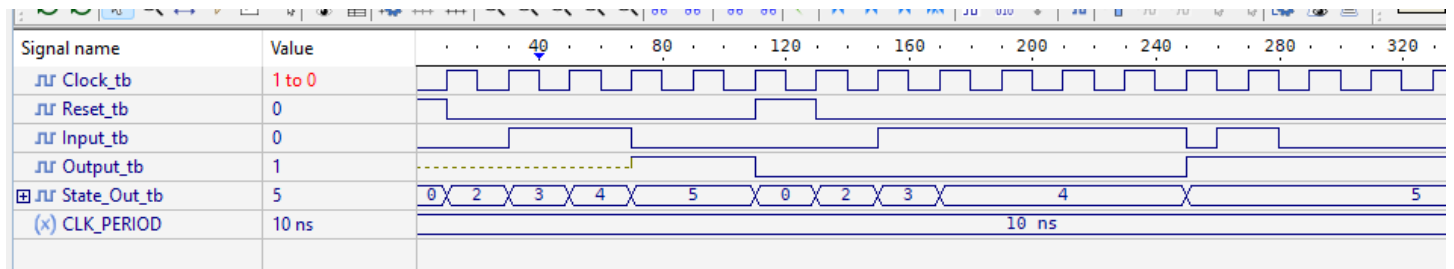 Signal name Value 40 80 120 160 200 240 280 320
Clock_tb 1 to 0
Reset_tb 0
Input_tb 0
Output_tb 1
State_Out_tb 5 0 2 3 4 5 0 2 3 4 5
(x) CLK_PERIOD 10 ns 10 ns